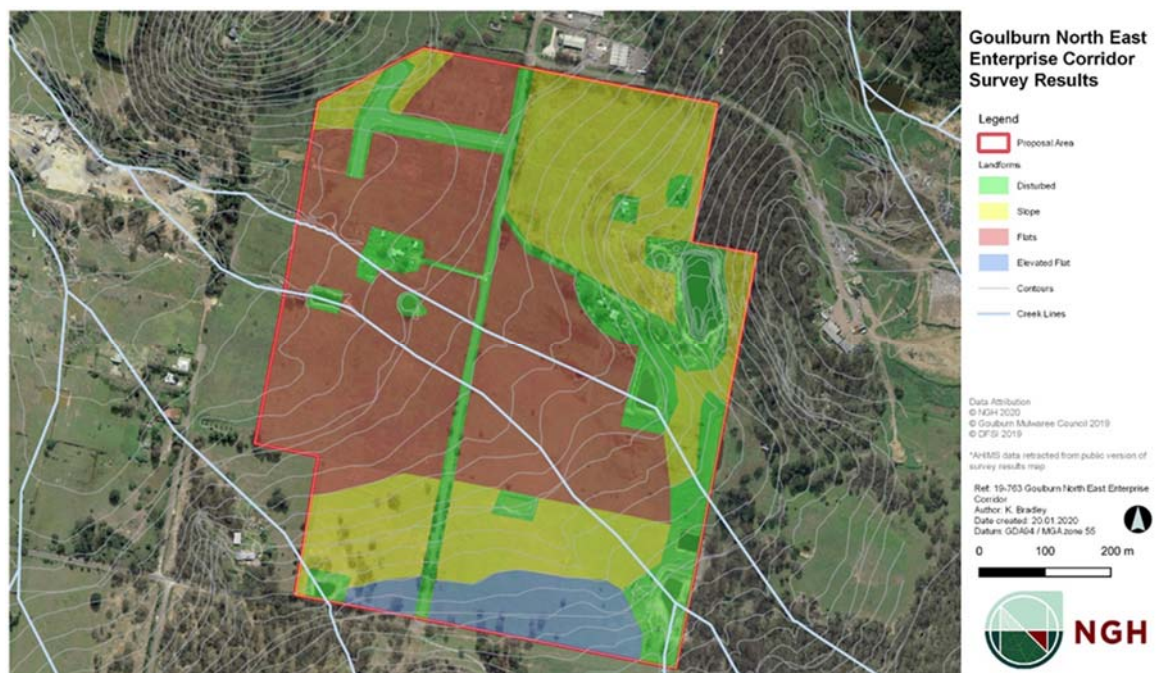 Goulburn North East
Enterprise Corridor
Survey Results
Legend
Proposal Area
Landforms
Disturbed
Slope
Flats
Elevated Flat
Contours
Creek Lines
Data Attribution
© NGH 2020
© Goulburn Mulwaree Council 2019
© DFSI 2019
*AHIMS data retracted from public version of
survey results map
Ref: 19-763 Goulburn North East Enterprise
Corridor
Author: K. Bradley
Date created: 20.01.2020
Datum: GDA94 / MGA zone 55
0 100 200 m
NGH